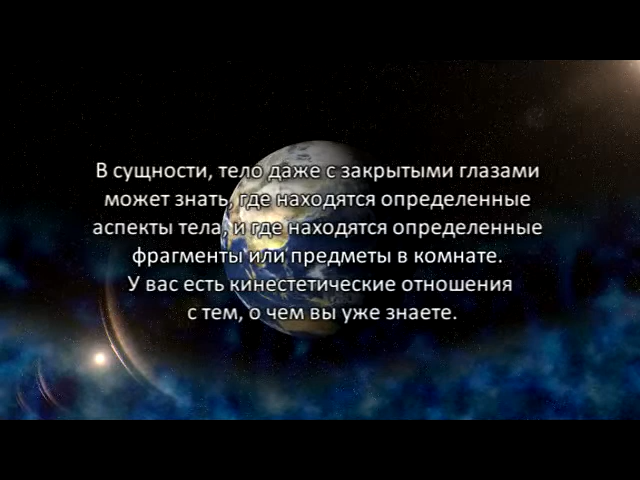 В сущности, тело даже с закрытыми глазами
может знать, где находятся определенные
аспекты тела, и где находятся определенные
фрагменты или предметы в комнате.
У вас есть кинестетические отношения
с тем, о чем вы уже знаете.